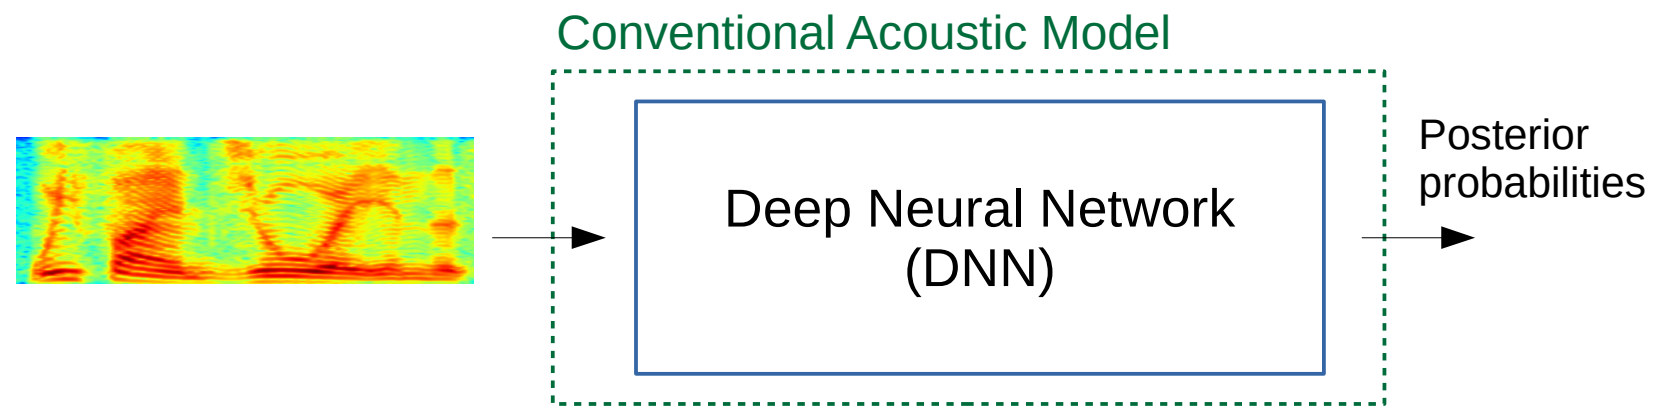 Conventional Acoustic Model
Deep Neural Network
(DNN)
Posterior
probabilities